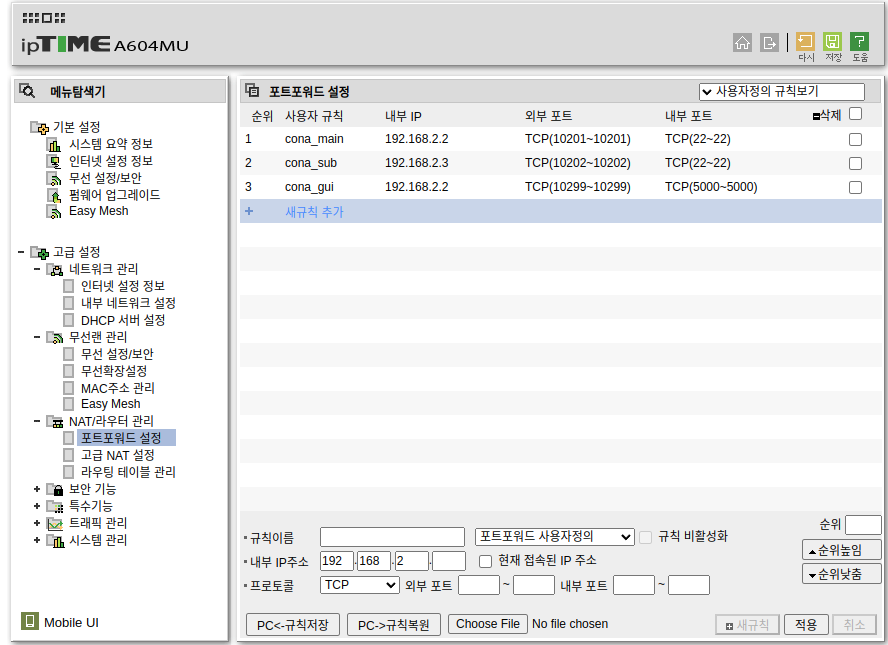 ipTIME A604MU
다시 저장 도움
메뉴탐색기
기본 설정
시스템 요약 정보
인터넷 설정 정보
무선 설정/보안
펌웨어 업그레이드
Easy Mesh
고급 설정
네트워크 관리
인터넷 설정 정보
내부 네트워크 설정
DHCP 서버 설정
무선랜 관리
무선 설정/보안
무선확장설정
MAC주소 관리
Easy Mesh
NAT/라우터 관리
포트포워드 설정
고급 NAT 설정
라우팅 테이블 관리
보안 기능
특수기능
트래픽 관리
시스템 관리
Mobile UI
포트포워드 설정 사용자정의 규칙보기
순위 사용자 규칙 내부 IP 외부 포트 내부 포트 삭제
1 cona_main 192.168.2.2 TCP(10201~10201) TCP(22~22)
2 cona_sub 192.168.2.3 TCP(10202~10202) TCP(22~22)
3 cona_gui 192.168.2.2 TCP(10299~10299) TCP(5000~5000)
+ 새규칙 추가
규칙이름 포트포워드 사용자정의 규칙 비활성화 순위
내부 IP주소 192 . 168 . 2 . 현재 접속된 IP 주소 순위높임
프로토콜 TCP 외부 포트 ~ 내부 포트 ~ 순위낮춤
PC<-규칙저장 PC->규칙복원 Choose File No file chosen 새규칙 적용 취소